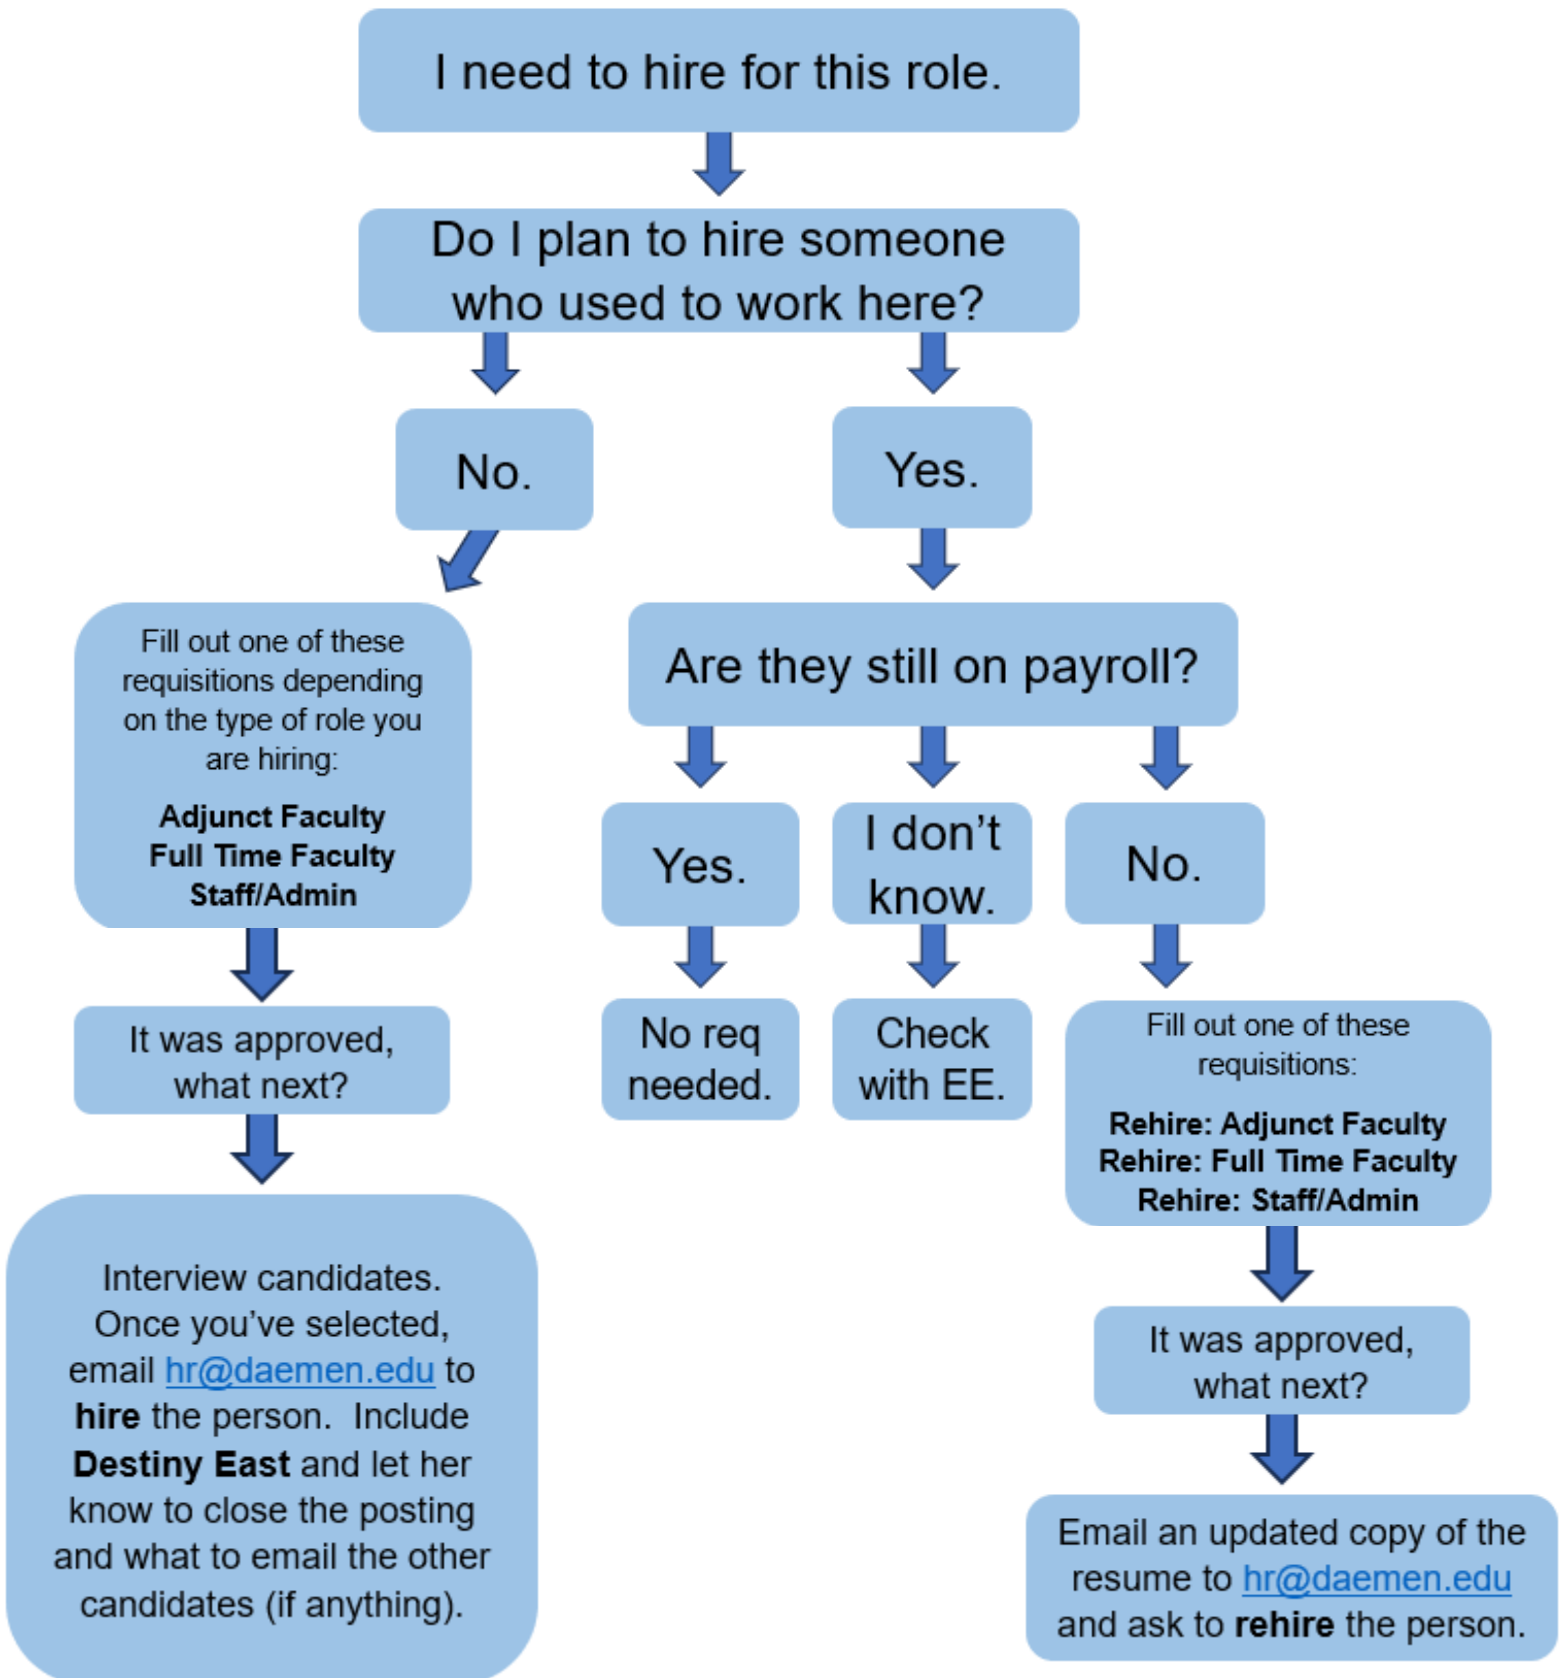 I need to hire for this role.
Do I plan to hire someone
who used to work here?
No.
Yes.
Fill out one of these
requisitions depending
on the type of role you
are hiring:
Adjunct Faculty
Full Time Faculty
Staff/Admin
It was approved,
what next?
Interview candidates.
Once you’ve selected,
email hr@daemen.edu to
hire the person.  Include
Destiny East and let her
know to close the posting
and what to email the other
candidates (if anything).
Are they still on payroll?
Yes.
No req
needed.
I don’t
know.
Check
with EE.
No.
Fill out one of these
requisitions:
Rehire: Adjunct Faculty
Rehire: Full Time Faculty
Rehire: Staff/Admin
It was approved,
what next?
Email an updated copy of the
resume to hr@daemen.edu
and ask to rehire the person.